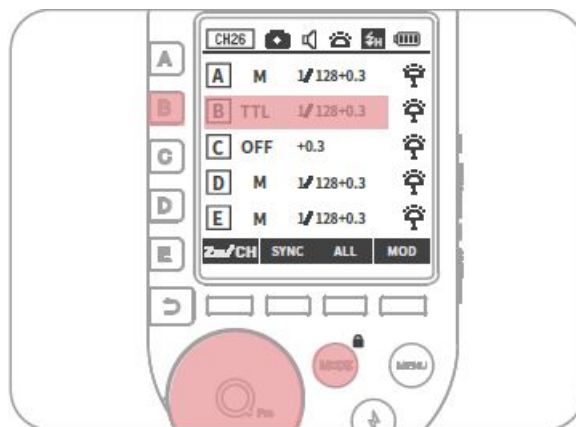 CH26 H
A
A M 1/128+0.3
B
B TTL 1/128+0.3
C
C OFF +0.3
D
D M 1/128+0.3
E
E M 1/128+0.3
Zm/CH SYNC ALL MOD
MODE
MENU
Pro